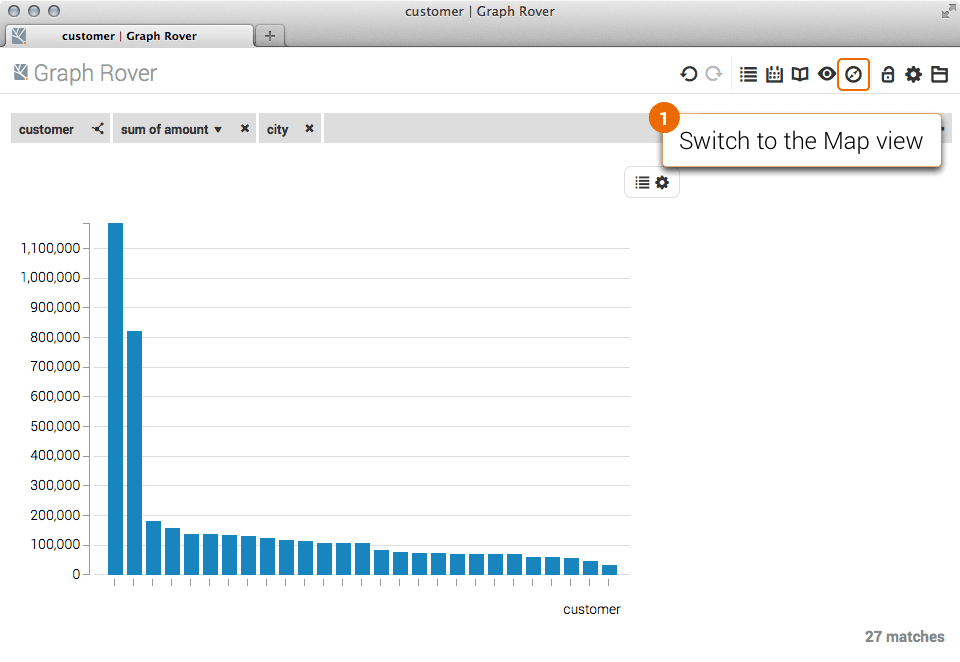 customer | Graph Rover
customer | Graph Rover
Graph Rover
customer sum of amount city
1
Switch to the Map view
1,100,000
1,000,000
900,000
800,000
700,000
600,000
500,000
400,000
300,000
200,000
100,000
0
customer
27 matches